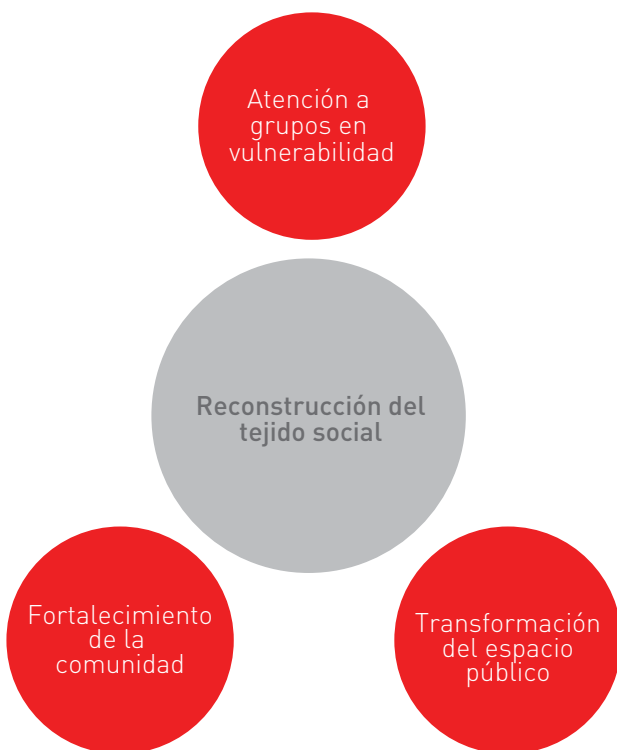 Atención a
grupos en
vulnerabilidad
Reconstrucción del
tejido social
Fortalecimiento
de la
comunidad
Transformación
del espacio
público